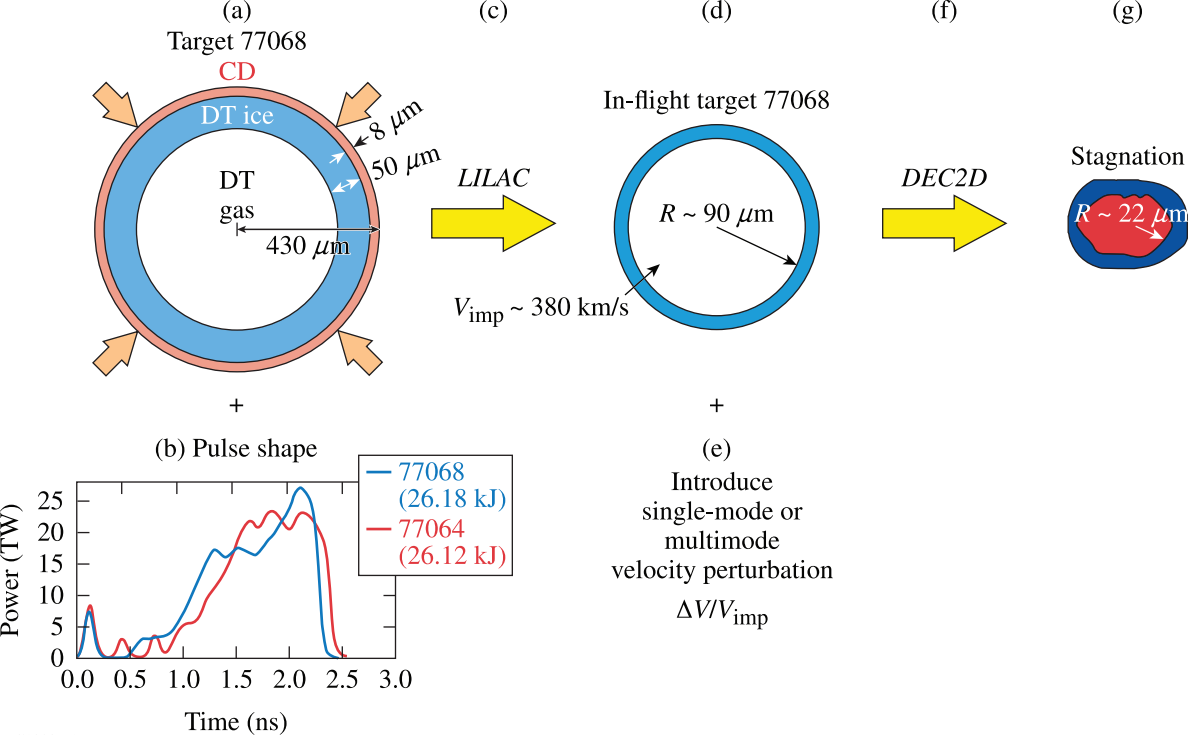 (a)
(c)
(d)
(f)
(g)
Target 77068
CD
DT ice
8 μm
50 μm
DT
gas
430 μm
LILAC
In-flight target 77068
R ~ 90 μm
V_imp ~ 380 km/s
DEC2D
Stagnation
R ~ 22 μm
+
+
(b) Pulse shape
77068
(26.18 kJ)
77064
(26.12 kJ)
Power (TW)
25
20
15
10
5
0
0.0 0.5 1.0 1.5 2.0 2.5 3.0
Time (ns)
(e)
Introduce
single-mode or
multimode
velocity perturbation
ΔV/V_imp